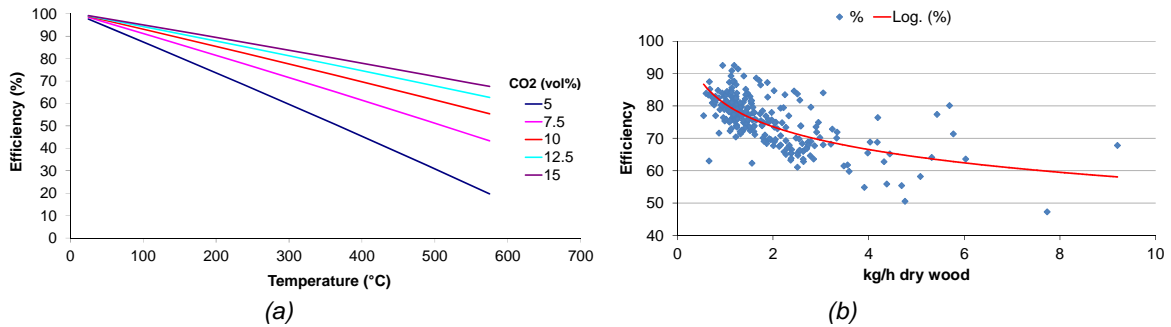 100
90
80
70
60
50
40
30
20
10
0
Efficiency (%)
0 100 200 300 400 500 600 700
Temperature (°C)
CO2 (vol%)
5
7.5
10
12.5
15
(a)
% Log. (%)
100
90
80
70
60
50
40
Efficiency
0 2 4 6 8 10
kg/h dry wood
(b)